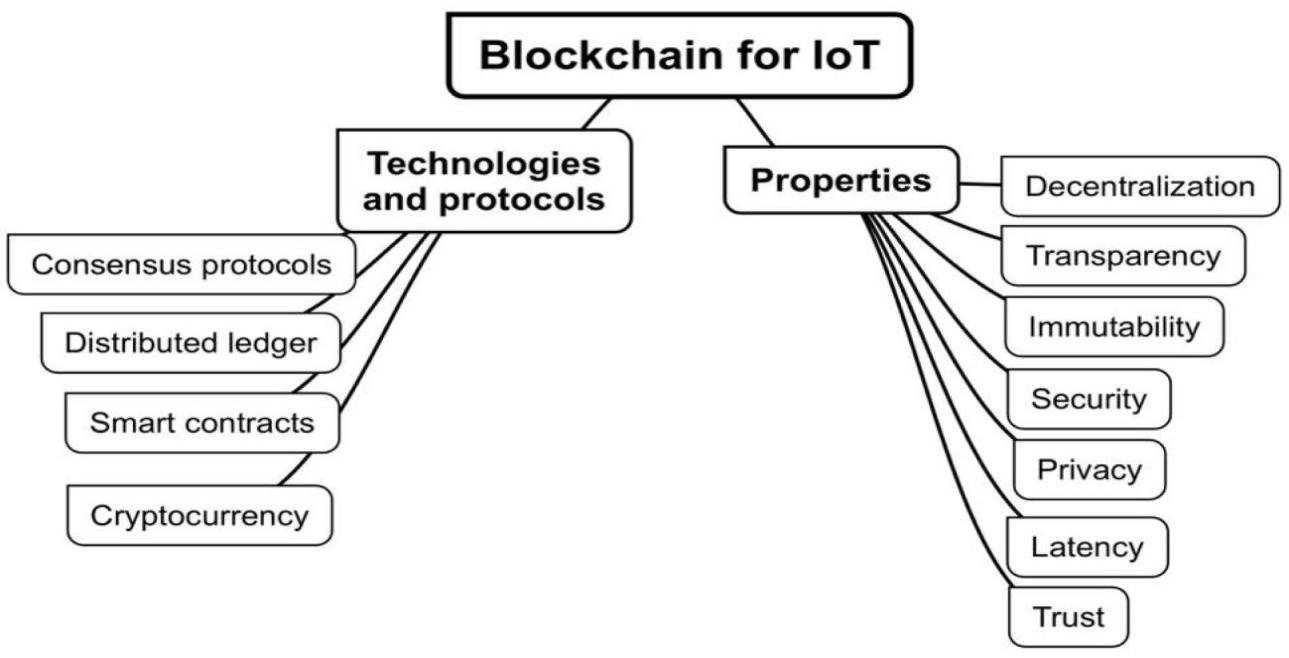 Blockchain for IoT
Technologies
and protocols
Consensus protocols
Distributed ledger
Smart contracts
Cryptocurrency
Properties
Decentralization
Transparency
Immutability
Security
Privacy
Latency
Trust